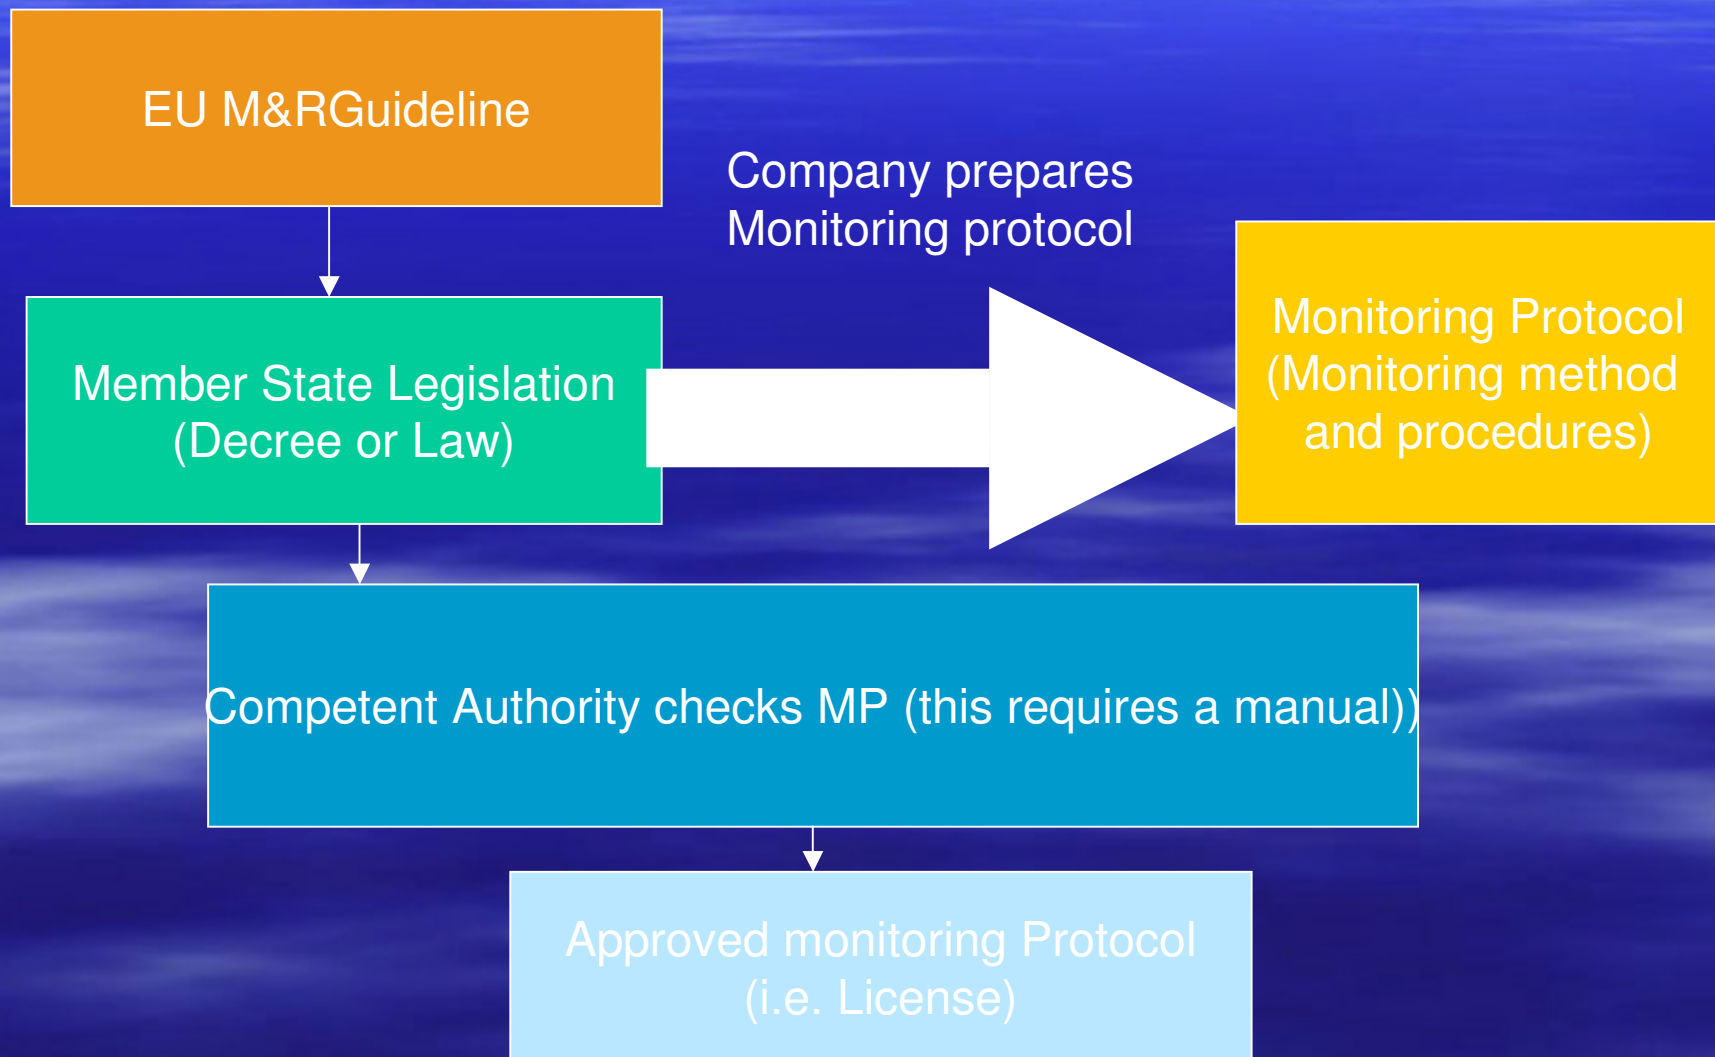 EU M&RGuideline
Company prepares
Monitoring protocol
Member State Legislation
(Decree or Law)
Monitoring Protocol
(Monitoring method
and procedures)
Competent Authority checks MP (this requires a manual))
Approved monitoring Protocol
(i.e. License)